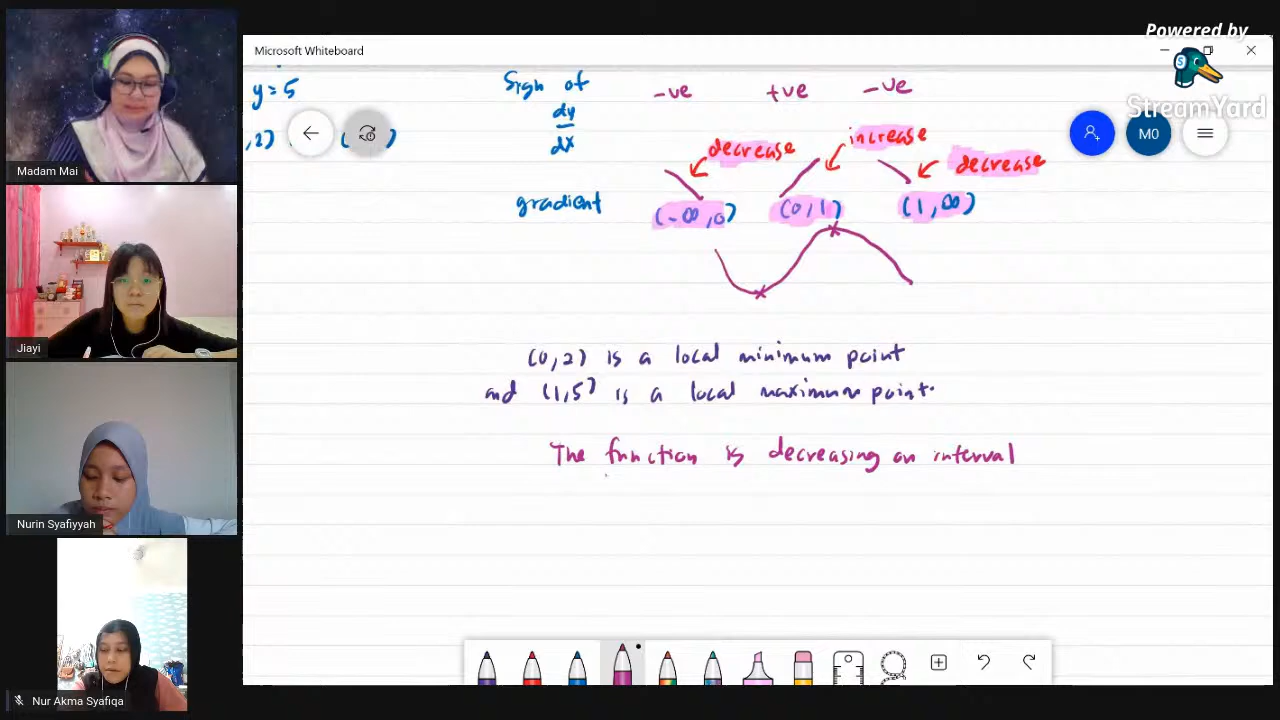 Powered by
StreamYard
Microsoft Whiteboard
Madam Mai
Jiayi
Nurin Syafiyyah
Nur Akma Syafiqa
M0
y = 5
, 2)
)
Sign of
dy
dx
-ve +ve -ve
decrease increase decrease
gradient (-∞, 0) (0, 1) (1, ∞)
(0, 2) is a local minimum point
and (1, 5) is a local maximum point.
The function is decreasing on interval